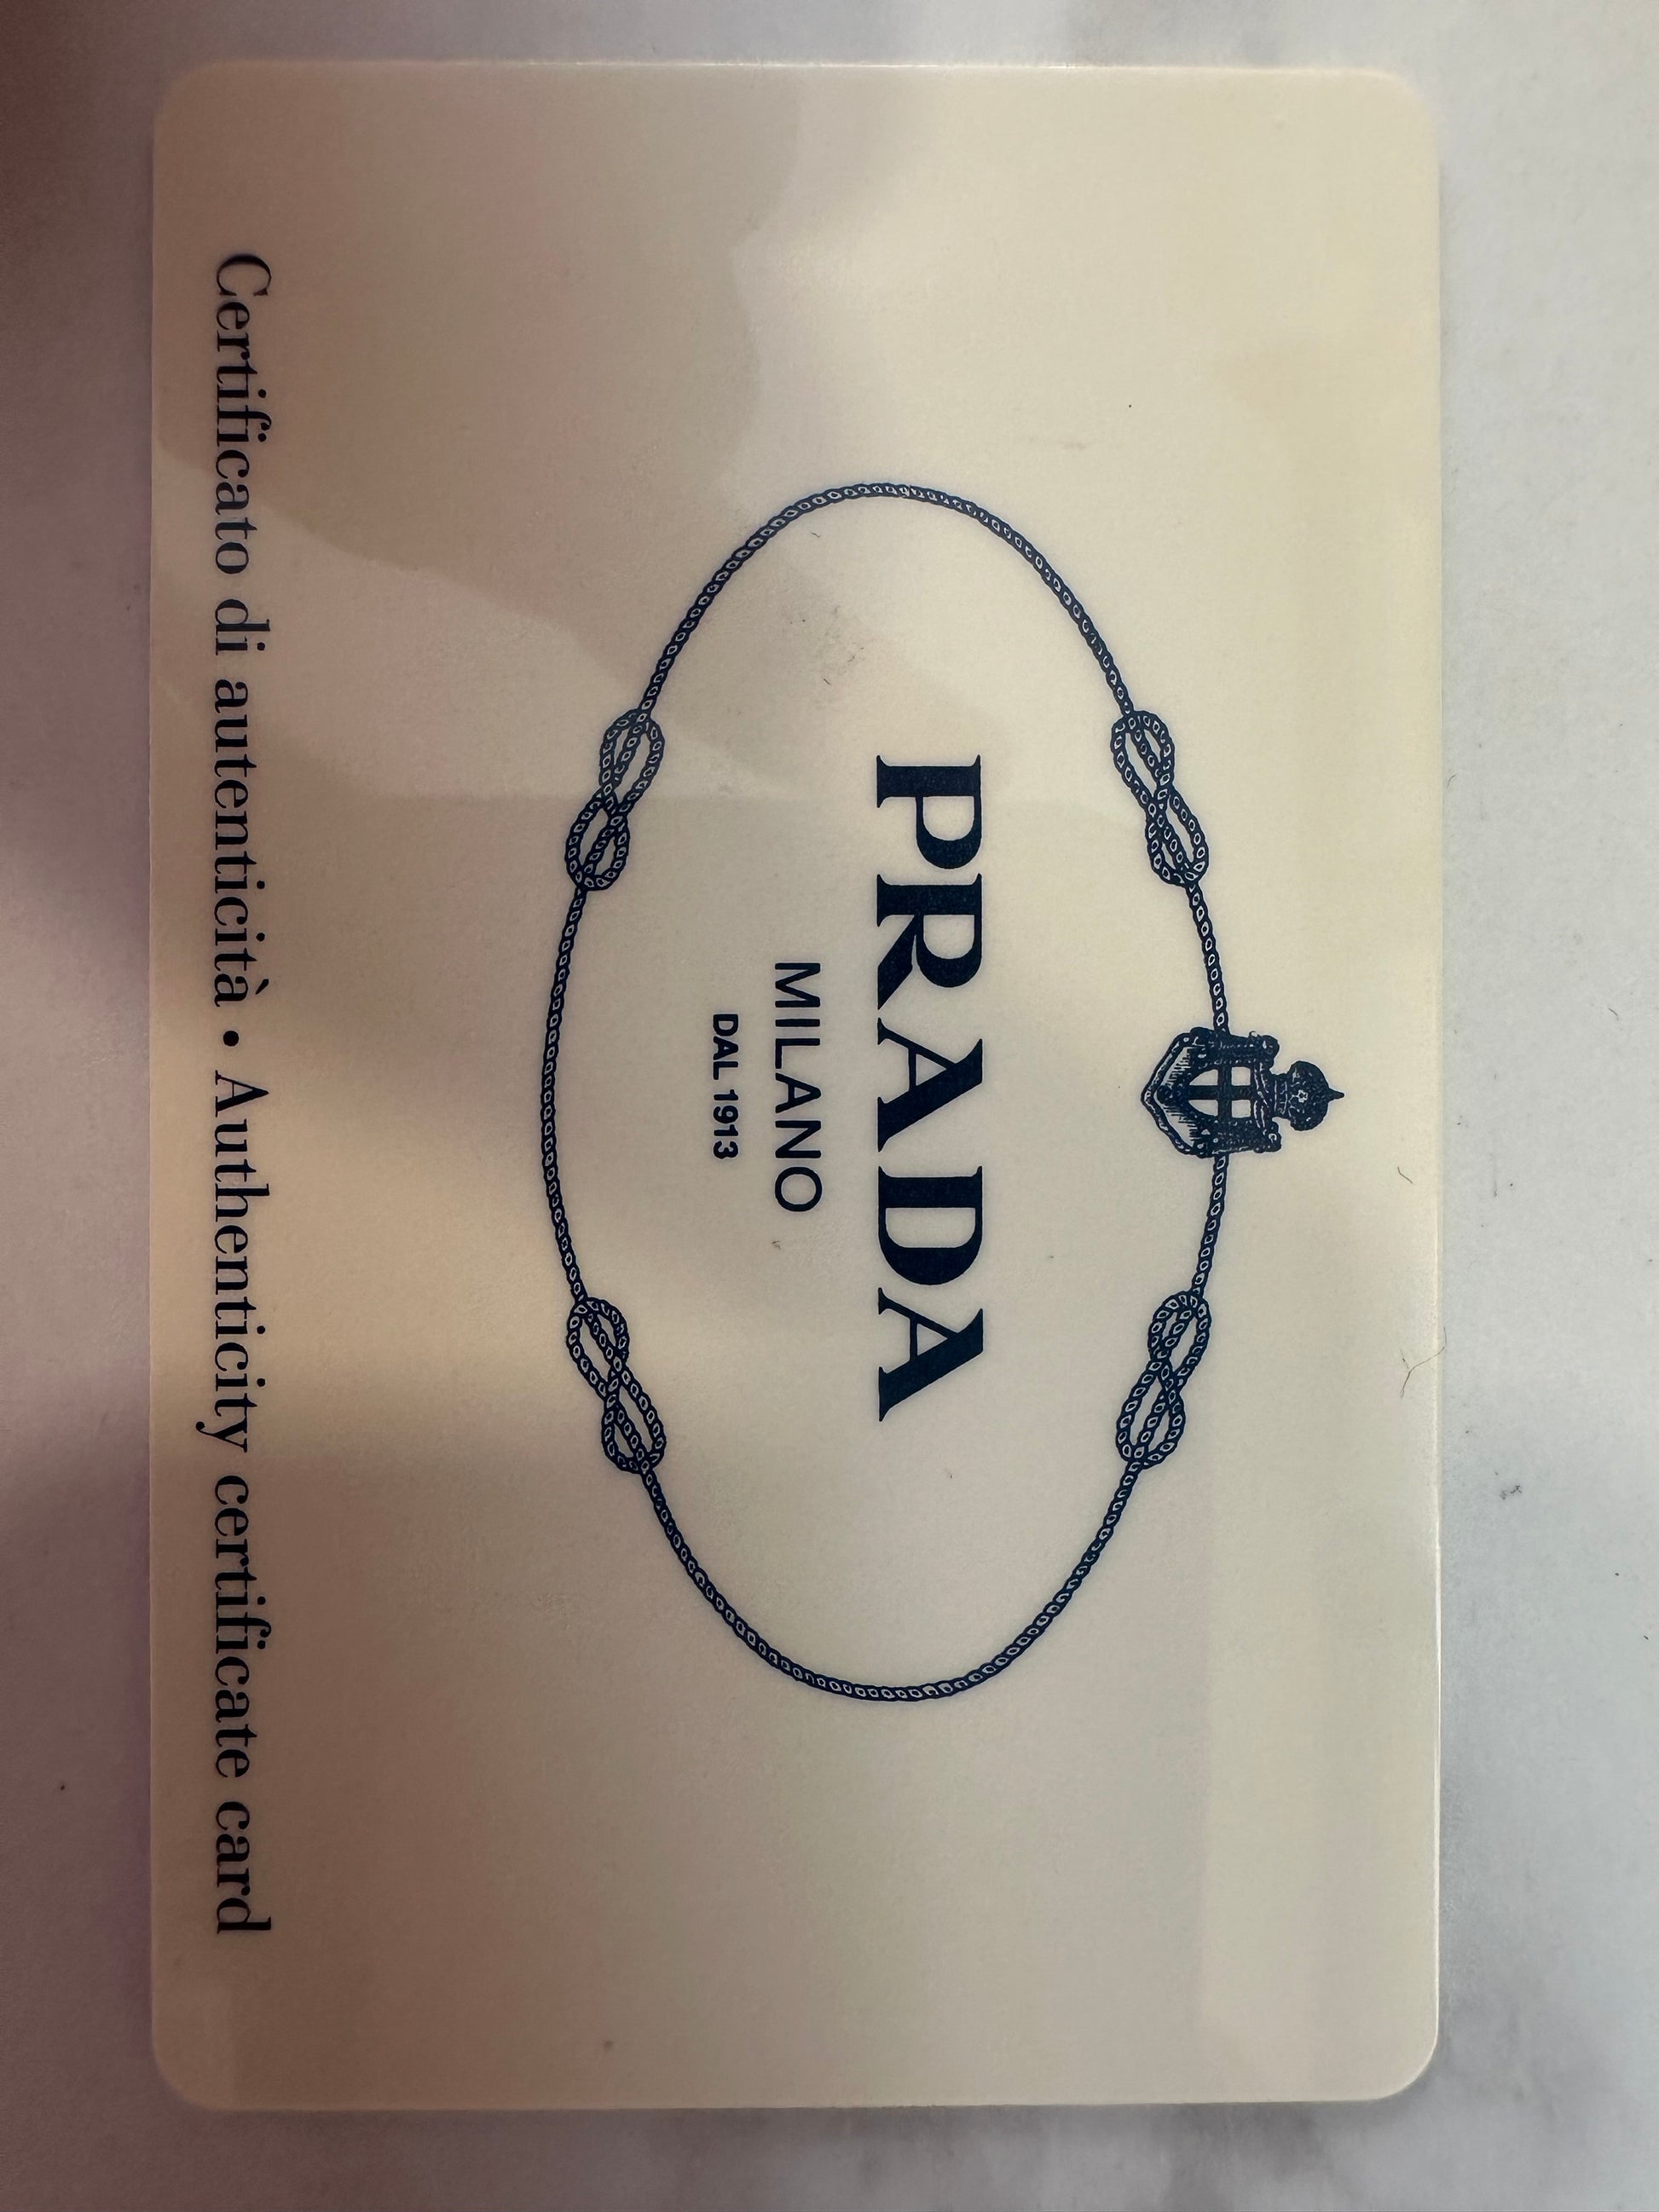 PRADA
MILANO
DAL 1913
Certificato di autenticità • Authenticity certificate card